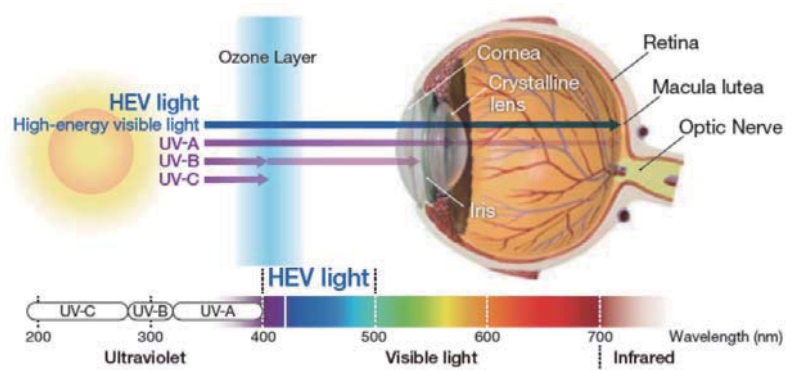 Ozone Layer
HEV light
High-energy visible light
UV-A
UV-B
UV-C
Cornea
Crystalline
lens
Iris
Retina
Macula lutea
Optic Nerve
HEV light
UV-C UV-B UV-A
200 300 400 500 600 700 Wavelength (nm)
Ultraviolet Visible light Infrared